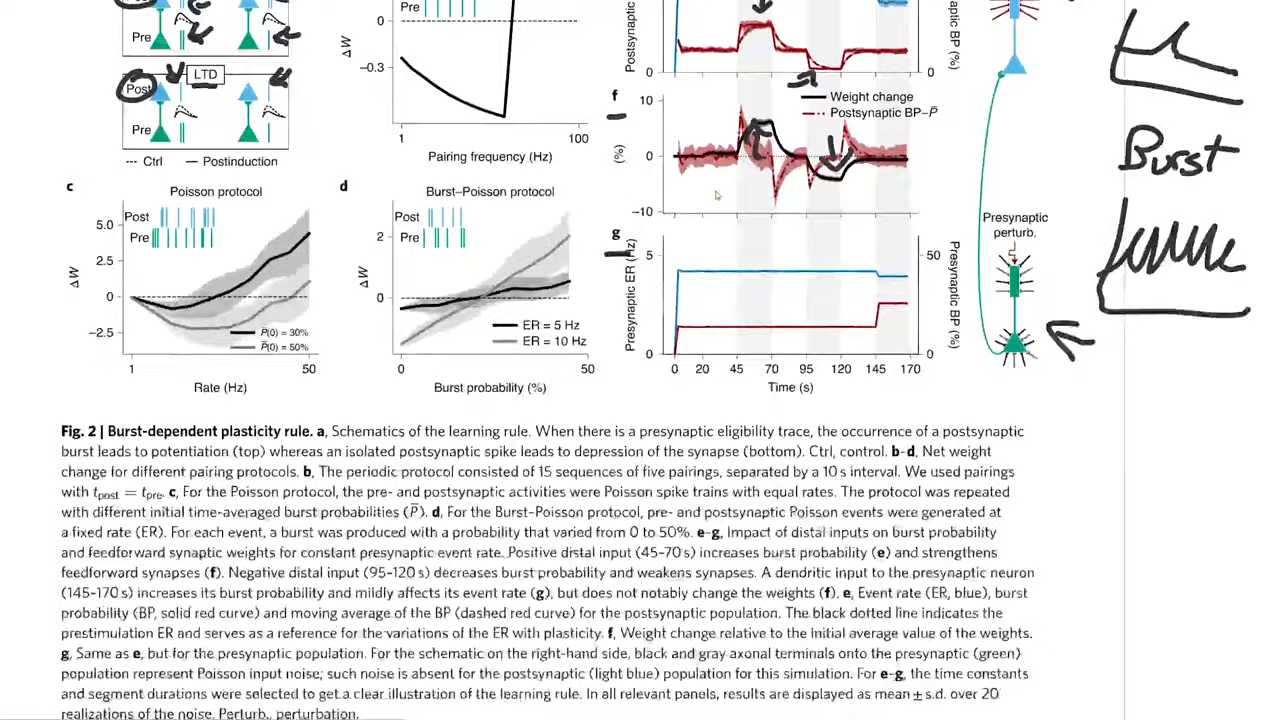 Pre
Pre
LTD
Post
Pre
Ctrl
Postinduction
0
−0.3
ΔW
1
100
Pairing frequency (Hz)
Postsynaptic
0
0
Postsynaptic BP (%)
f
10
0
−10
(%)
Weight change
Postsynaptic BP–P̅
c
Poisson protocol
Post
Pre
5.0
2.5
0
−2.5
ΔW
P̅(0) = 30%
P̅(0) = 50%
1
50
Rate (Hz)
d
Burst–Poisson protocol
Post
Pre
2
0
ΔW
ER = 5 Hz
ER = 10 Hz
0
50
Burst probability (%)
g
5
0
Presynaptic ER (Hz)
50
0
Presynaptic BP (%)
0 20 45 70 95 120 145 170
Time (s)
Presynaptic
perturb.
Burst
Fig. 2 | Burst-dependent plasticity rule. a, Schematics of the learning rule. When there is a presynaptic eligibility trace, the occurrence of a postsynaptic
burst leads to potentiation (top) whereas an isolated postsynaptic spike leads to depression of the synapse (bottom). Ctrl, control. b–d, Net weight
change for different pairing protocols. b, The periodic protocol consisted of 15 sequences of five pairings, separated by a 10 s interval. We used pairings
with tpost = tpre. c, For the Poisson protocol, the pre- and postsynaptic activities were Poisson spike trains with equal rates. The protocol was repeated
with different initial time-averaged burst probabilities (P̅). d, For the Burst-Poisson protocol, pre- and postsynaptic Poisson events were generated at
a fixed rate (ER). For each event, a burst was produced with a probability that varied from 0 to 50%. e–g, Impact of distal inputs on burst probability
and feedforward synaptic weights for constant presynaptic event rate. Positive distal input (45–70 s) increases burst probability (e) and strengthens
feedforward synapses (f). Negative distal input (95–120 s) decreases burst probability and weakens synapses. A dendritic input to the presynaptic neuron
(145–170 s) increases its burst probability and mildly affects its event rate (g), but does not notably change the weights (f). e, Event rate (ER, blue), burst
probability (BP, solid red curve) and moving average of the BP (dashed red curve) for the postsynaptic population. The black dotted line indicates the
prestimulation ER and serves as a reference for the variations of the ER with plasticity. f, Weight change relative to the initial average value of the weights.
g, Same as e, but for the presynaptic population. For the schematic on the right-hand side, black and gray axonal terminals onto the presynaptic (green)
population represent Poisson input noise; such noise is absent for the postsynaptic (light blue) population for this simulation. For e–g, the time constants
and segment durations were selected to get a clear illustration of the learning rule. In all relevant panels, results are displayed as mean ± s.d. over 20
realizations of the noise. Perturb., perturbation.